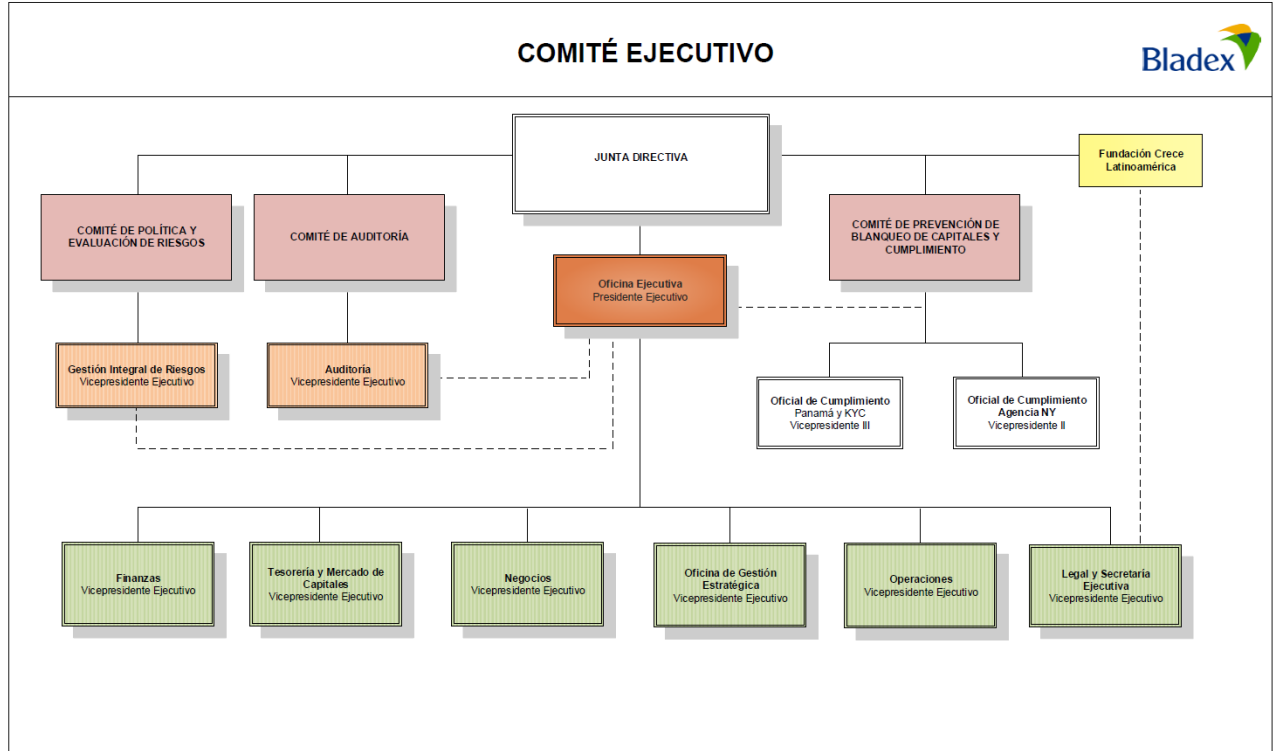 COMITÉ EJECUTIVO
Bladex
JUNTA DIRECTIVA
Fundación Crece
Latinoamérica
COMITÉ DE POLÍTICA Y
EVALUACIÓN DE RIESGOS
COMITÉ DE AUDITORÍA
COMITÉ DE PREVENCIÓN DE
BLANQUEO DE CAPITALES Y
CUMPLIMIENTO
Oficina Ejecutiva
Presidente Ejecutivo
Gestión Integral de Riesgos
Vicepresidente Ejecutivo
Auditoría
Vicepresidente Ejecutivo
Oficial de Cumplimiento
Panamá y KYC
Vicepresidente III
Oficial de Cumplimiento
Agencia NY
Vicepresidente II
Finanzas
Vicepresidente Ejecutivo
Tesorería y Mercado de
Capitales
Vicepresidente Ejecutivo
Negocios
Vicepresidente Ejecutivo
Oficina de Gestión
Estratégica
Vicepresidente Ejecutivo
Operaciones
Vicepresidente Ejecutivo
Legal y Secretaria
Ejecutiva
Vicepresidente Ejecutivo